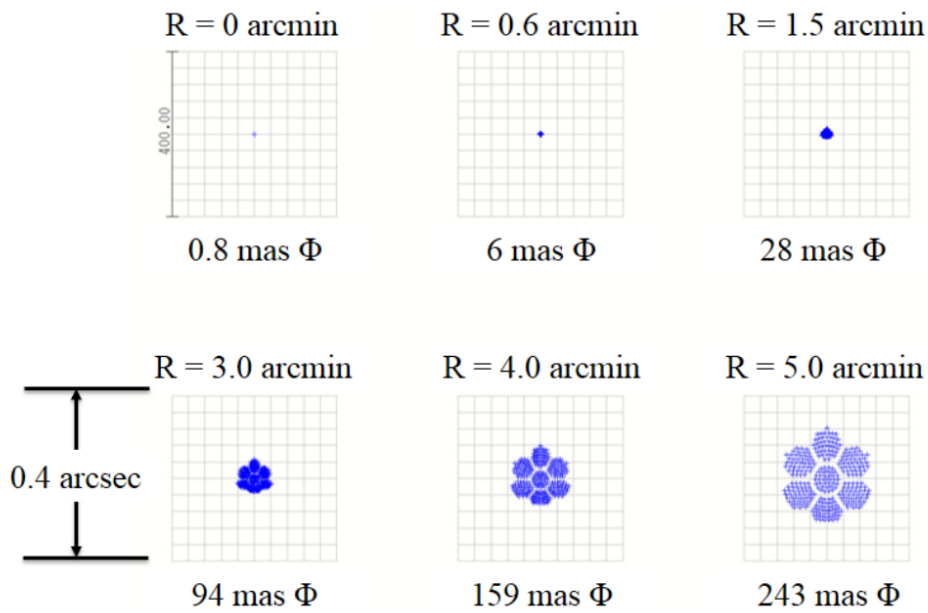 R = 0 arcmin
R = 0.6 arcmin
R = 1.5 arcmin
400.00
0.8 mas Φ
6 mas Φ
28 mas Φ
R = 3.0 arcmin
R = 4.0 arcmin
R = 5.0 arcmin
0.4 arcsec
94 mas Φ
159 mas Φ
243 mas Φ